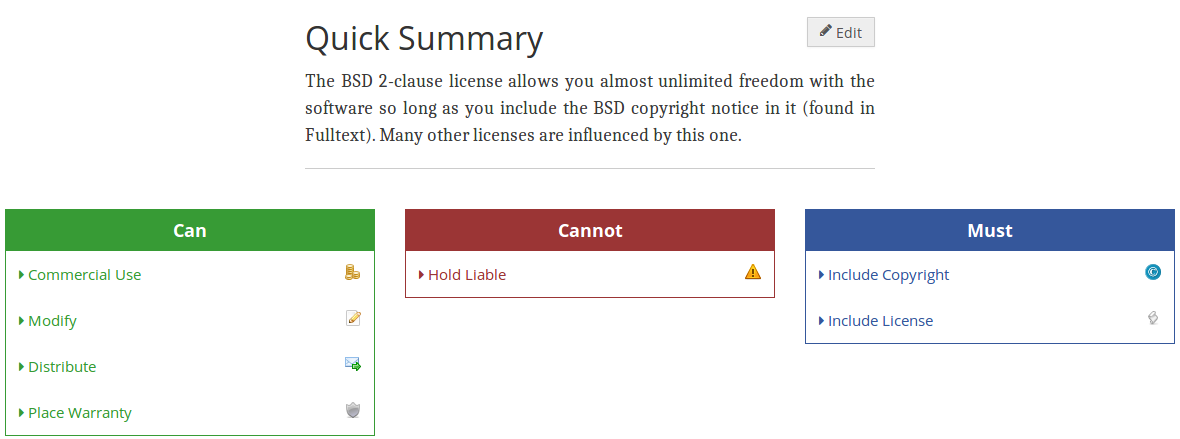 Quick Summary
Edit
The BSD 2-clause license allows you almost unlimited freedom with the
software so long as you include the BSD copyright notice in it (found in
Fulltext). Many other licenses are influenced by this one.
Can
Commercial Use
Modify
Distribute
Place Warranty
Cannot
Hold Liable
Must
Include Copyright
©
Include License